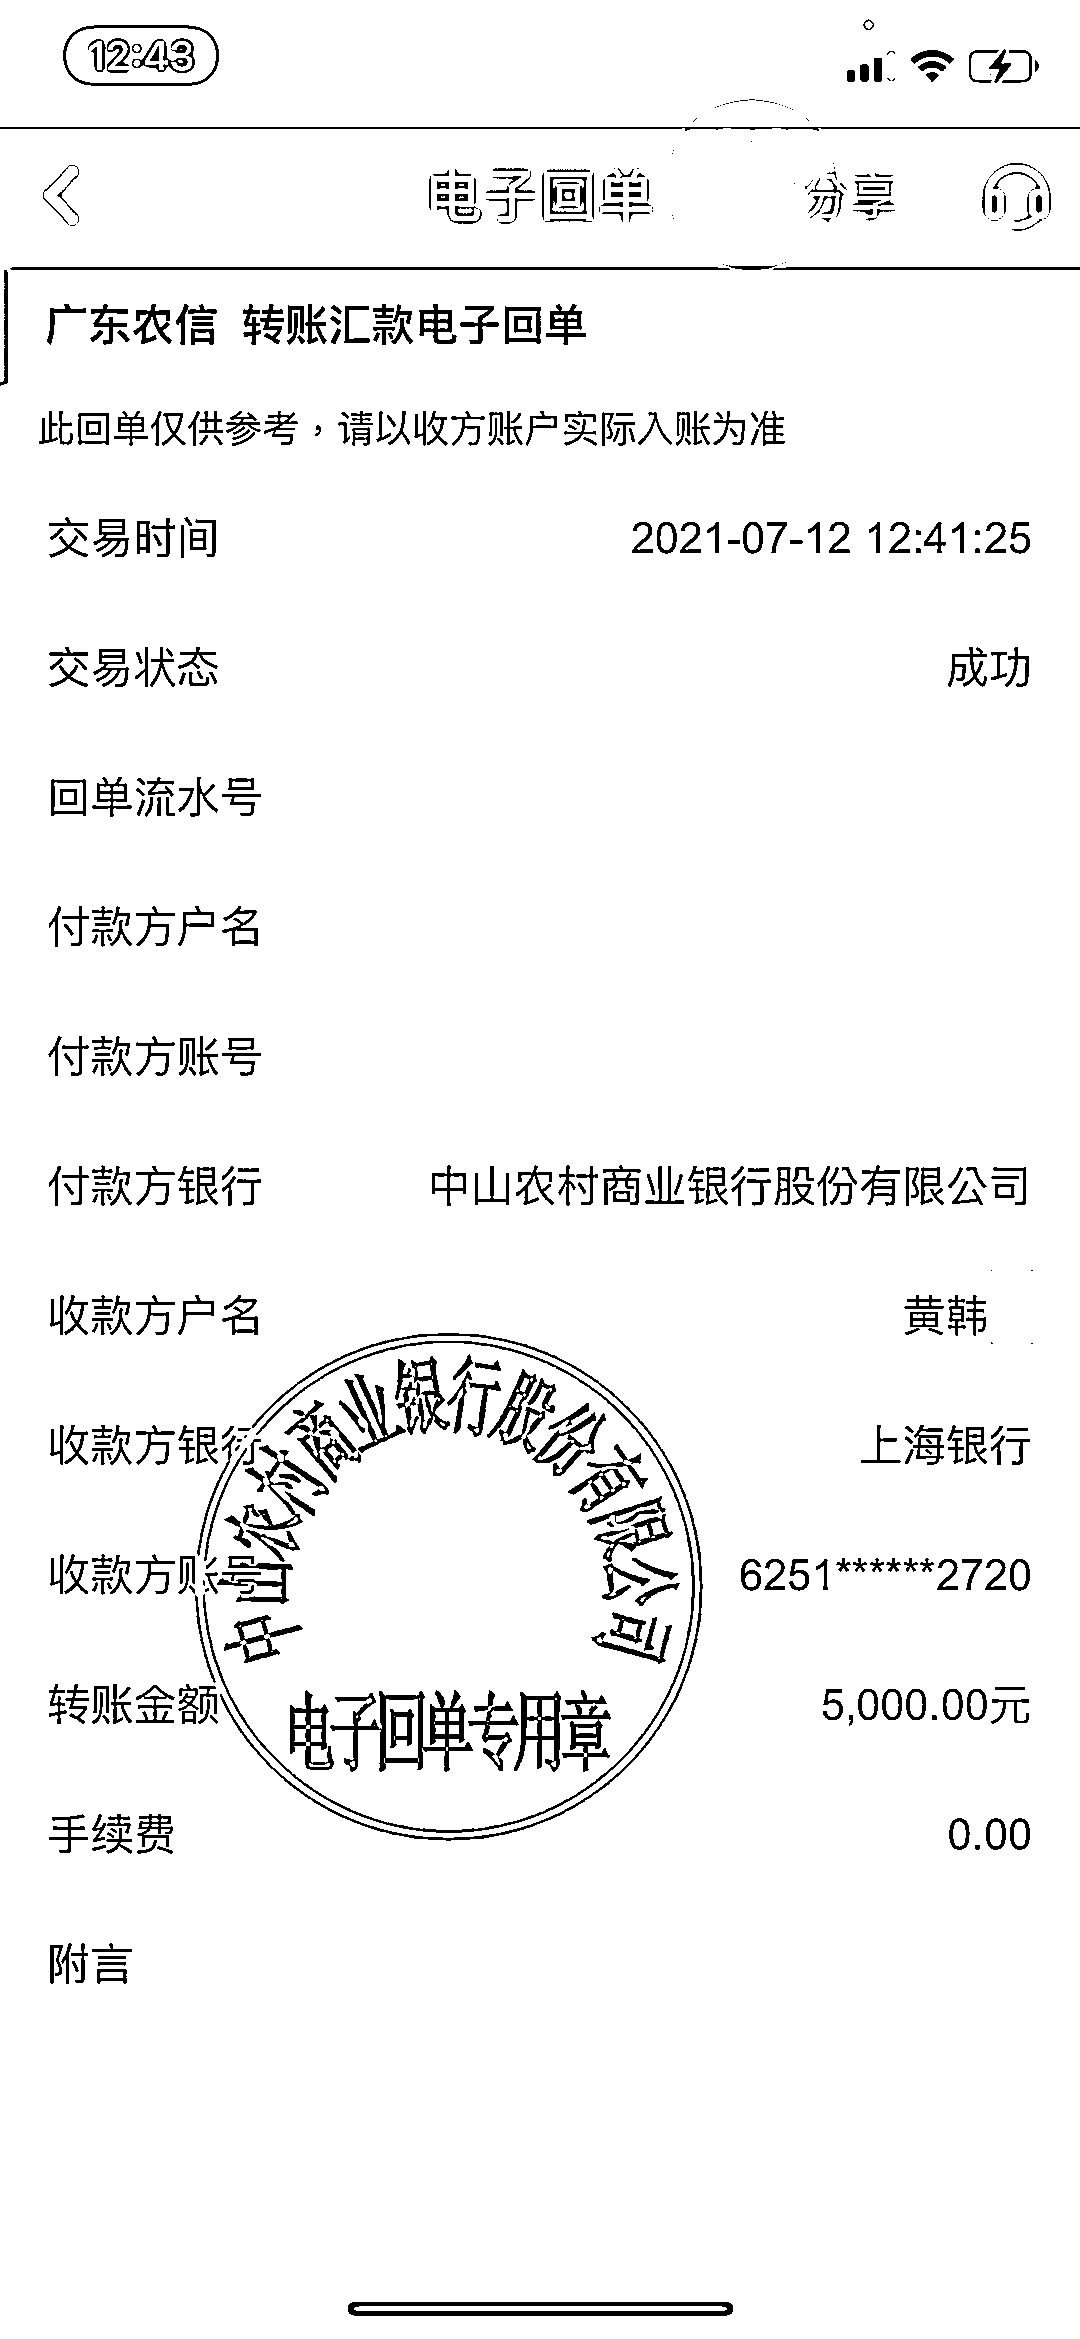 12:43
电子回单 分享
广东农信 转账汇款电子回单
此回单仅供参考，请以收方账户实际入账为准
交易时间 2021-07-12 12:41:25
交易状态 成功
回单流水号
付款方户名
付款方账号
付款方银行 中山农村商业银行股份有限公司
收款方户名 黄韩
收款方银行 上海银行
收款方账号 6251******2720
转账金额 5,000.00元
手续费 0.00
附言
中山农村商业银行股份有限公司
电子回单专用章